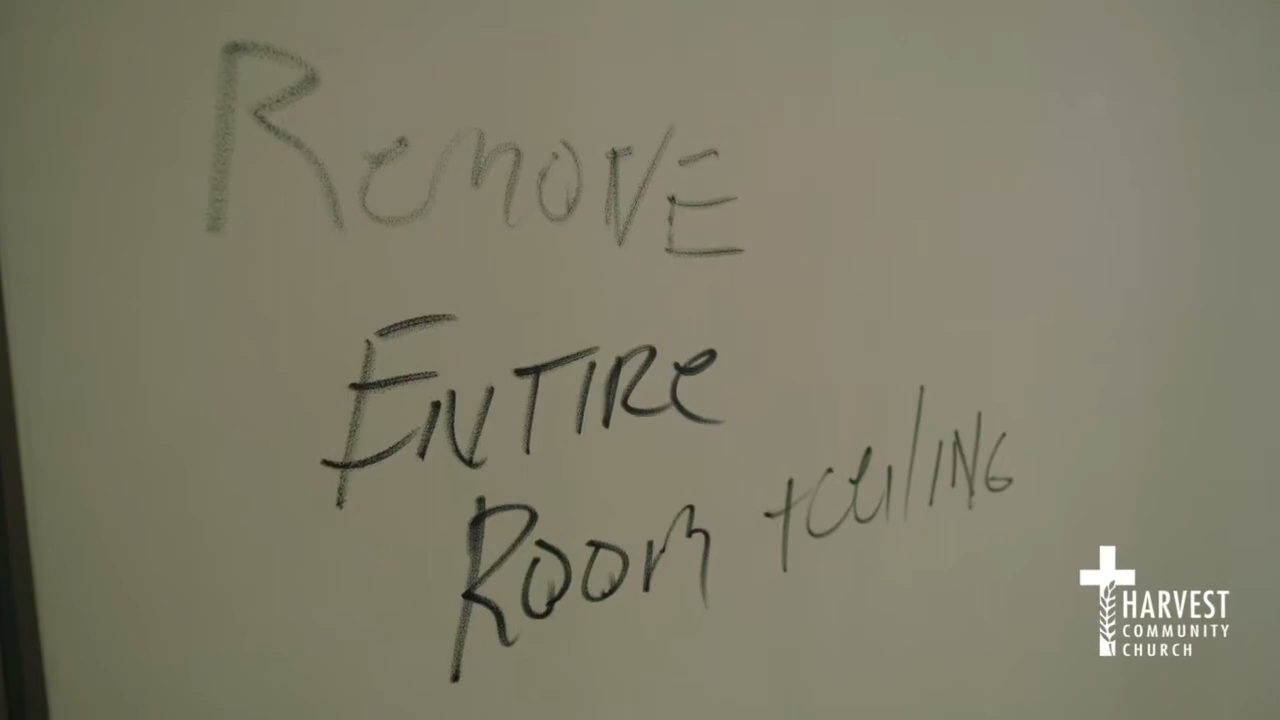 RemOVE
ENTIRe
ROOM + CeilING
HARVEST
COMMUNITY
CHURCH